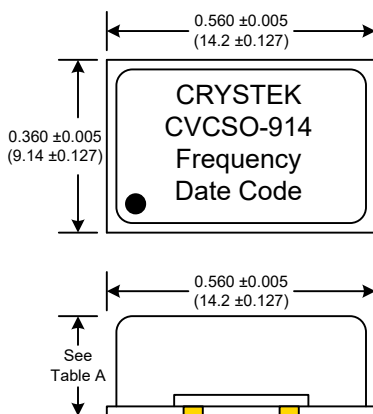 0.560 ±0.005
(14.2 ±0.127)
0.360 ±0.005
(9.14 ±0.127)
CRYSTEK
CVCSO-914
Frequency
Date Code
0.560 ±0.005
(14.2 ±0.127)
See
Table A